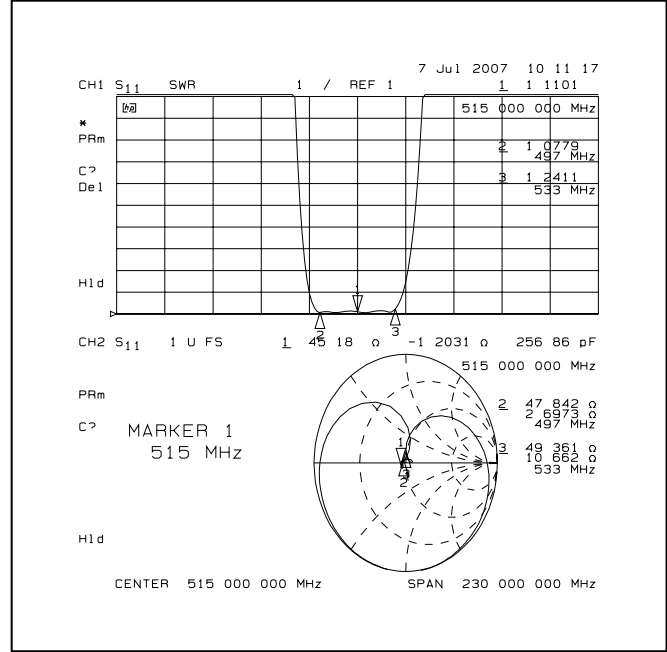 7 Jul 2007 10 11 17
CH1 S11 SWR 1 / REF 1 1 1 1101
hp 515 000 000 MHz
*
PRm
2 1 0779
497 MHz
C?
3 1 2411
Del
533 MHz
Hld
1
2 3
CH2 S11 1 U FS 1 45 18 Ω -1 2031 Ω 256 86 pF
515 000 000 MHz
PRm
2 47 842 Ω
2 6973 Ω
497 MHz
C?
MARKER 1
515 MHz
3 49 361 Ω
10 662 Ω
533 MHz
1
3
2
Hld
CENTER 515 000 000 MHz SPAN 230 000 000 MHz